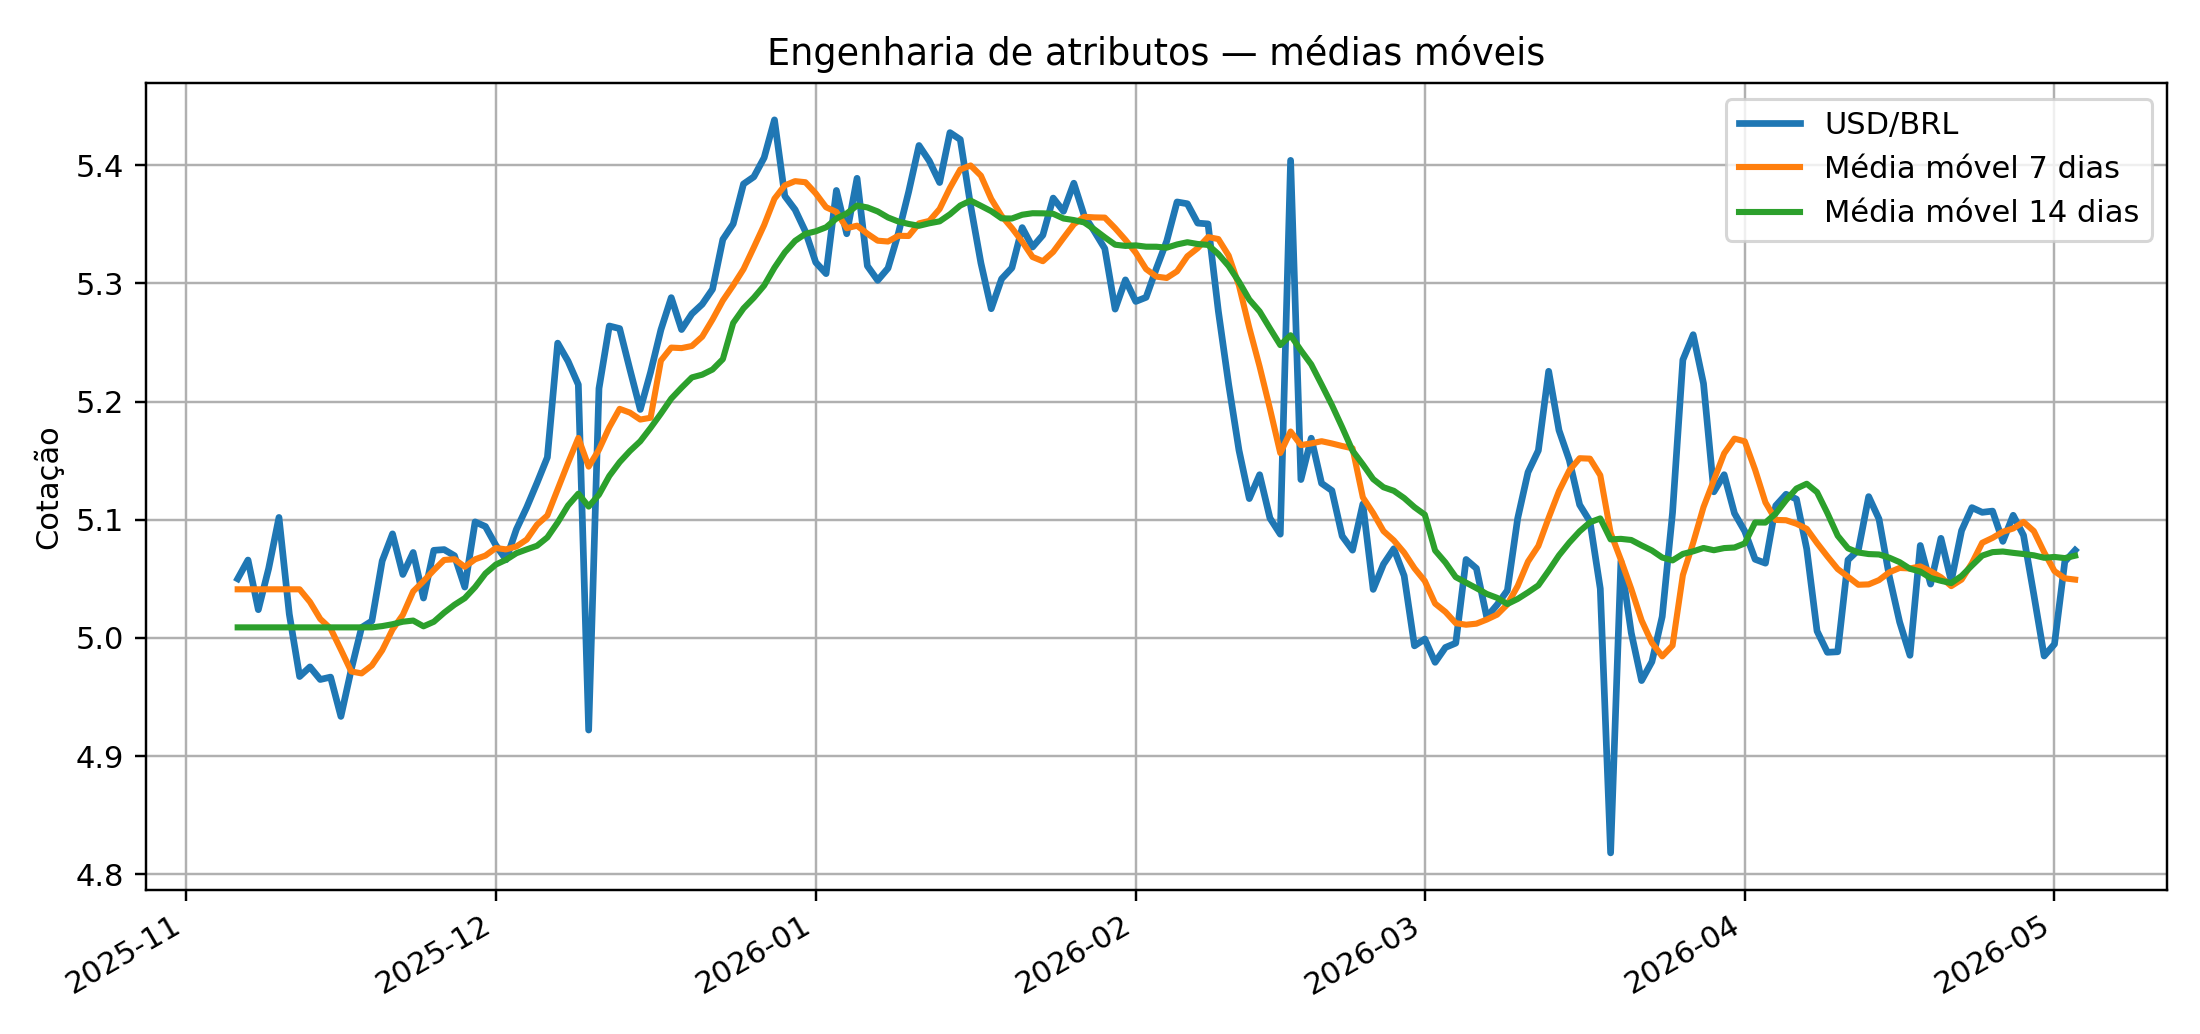 Engenharia de atributos — médias móveis
USD/BRL
Média móvel 7 dias
Média móvel 14 dias
Cotação
5.4
5.3
5.2
5.1
5.0
4.9
4.8
2025-11
2025-12
2026-01
2026-02
2026-03
2026-04
2026-05